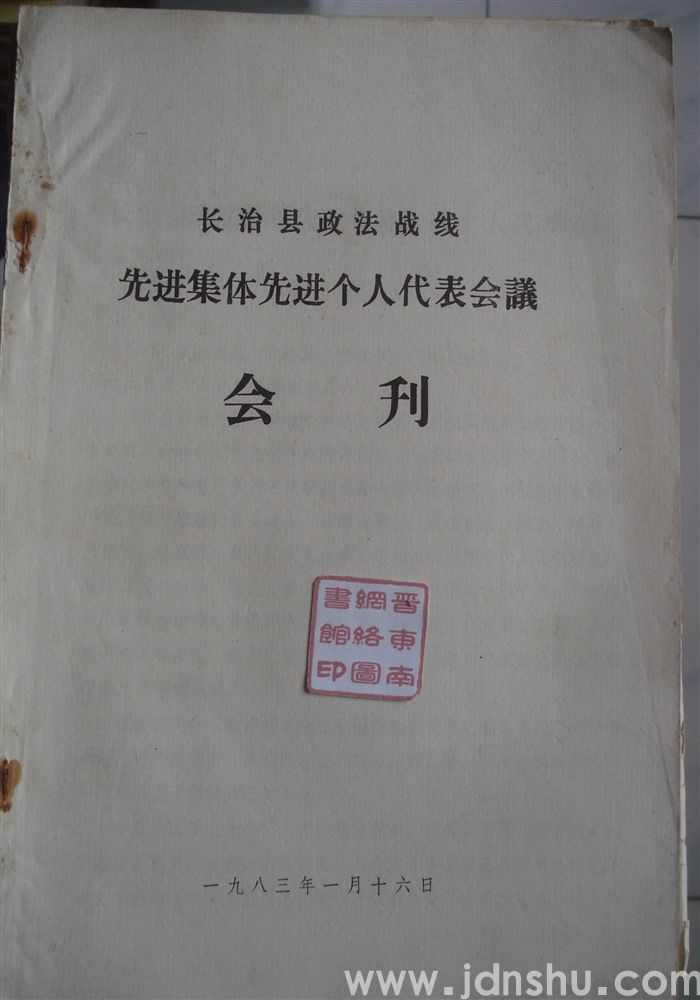 长治县政法战线
先进集体先进个人代表会議
会 刊
晋東南
網絡圖
書館印
一九八三年一月十六日
www.jdnshu.com